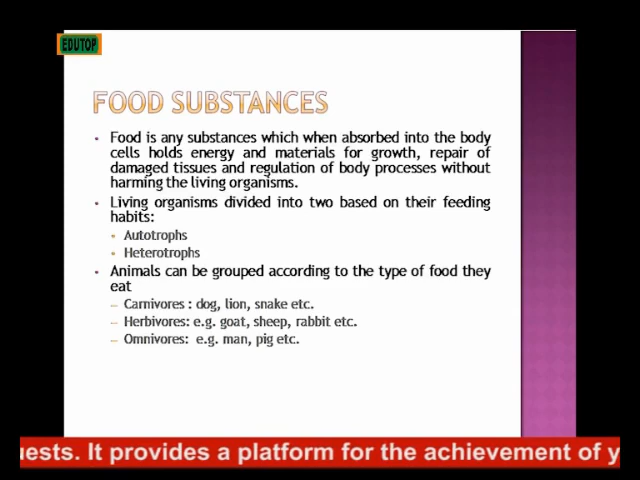 EDUTOP
FOOD SUBSTANCES
• Food is any substances which when absorbed into the body
cells holds energy and materials for growth, repair of
damaged tissues and regulation of body processes without
harming the living organisms.
• Living organisms divided into two based on their feeding
habits:
• Autotrophs
• Heterotrophs
• Animals can be grouped according to the type of food they
eat
– Carnivores : dog, lion, snake etc.
– Herbivores: e.g. goat, sheep, rabbit etc.
– Omnivores:  e.g. man, pig etc.
uests. It provides a platform for the achievement of y